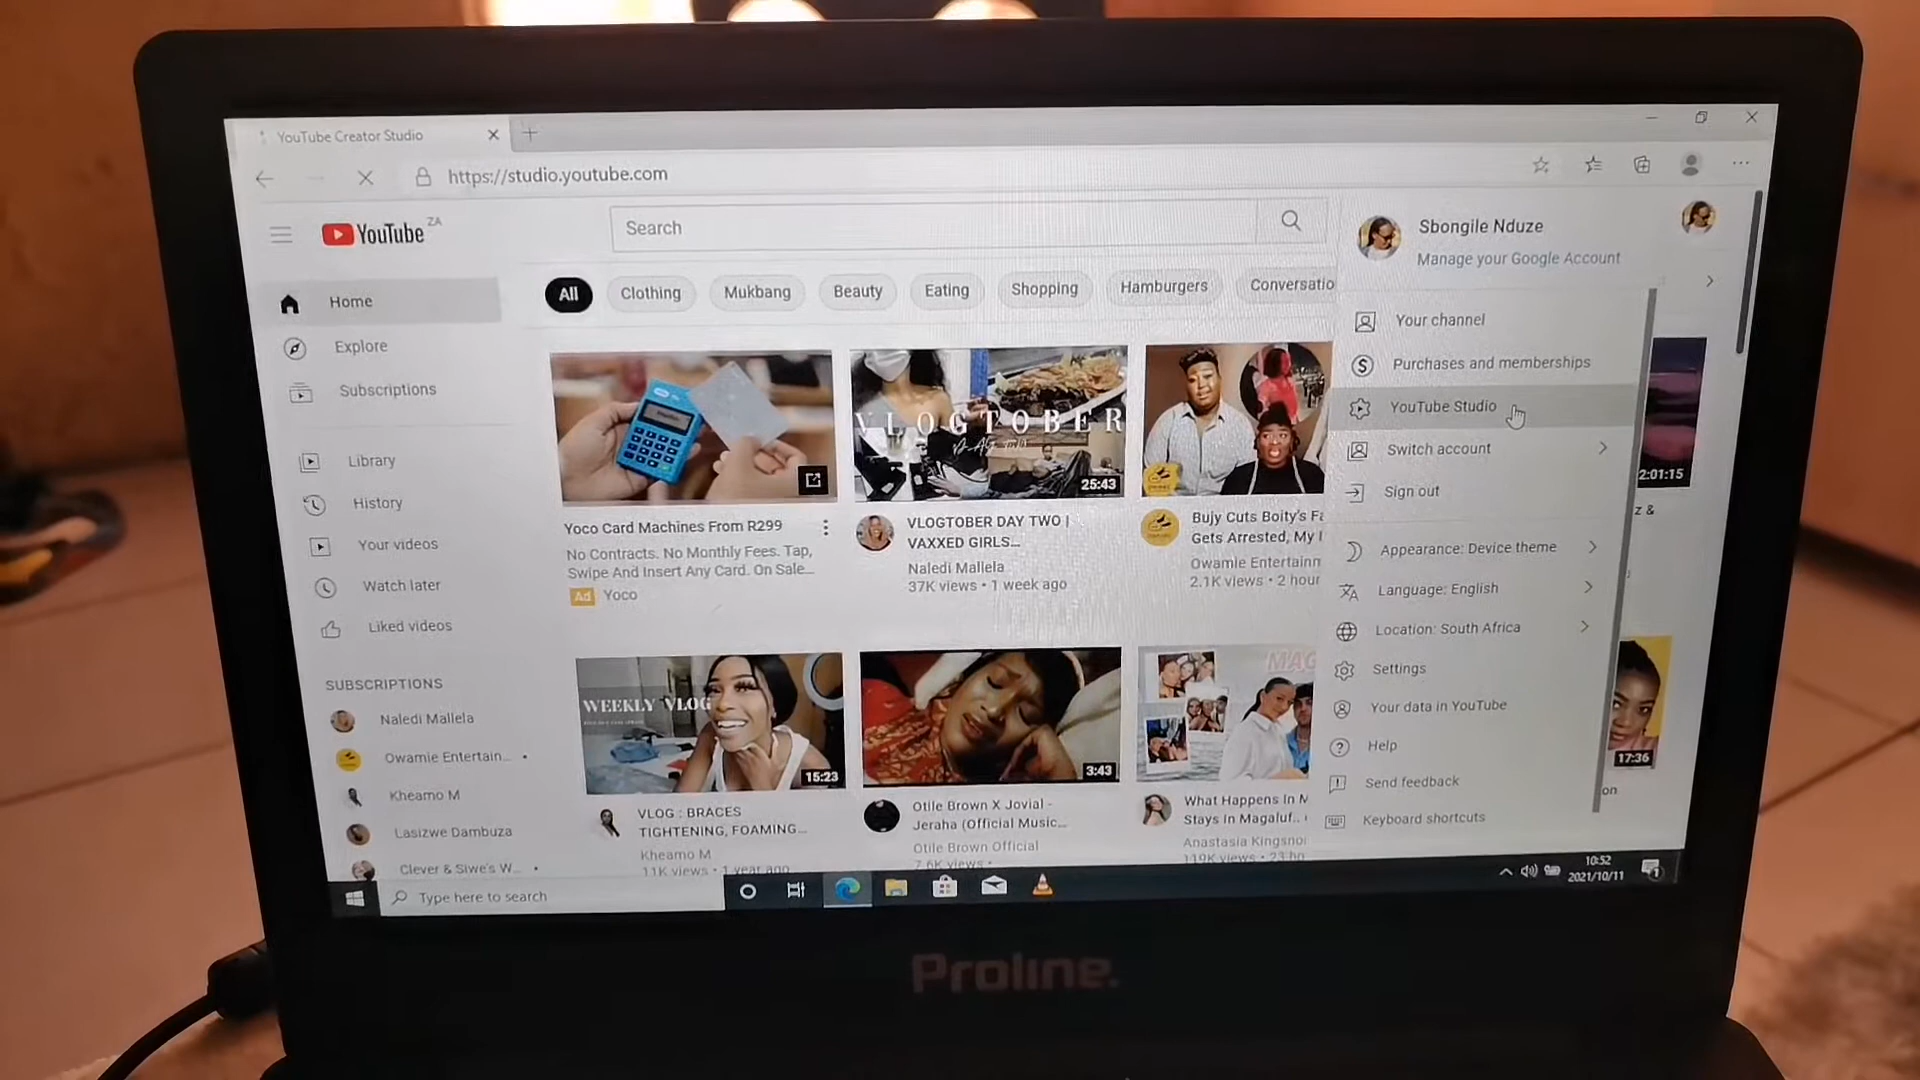 YouTube Creator Studio
https://studio.youtube.com
YouTube ZA
Search
Sbongile Nduze
Manage your Google Account
All
Clothing
Mukbang
Beauty
Eating
Shopping
Hamburgers
Conversatio
Home
Explore
Subscriptions
Library
History
Your videos
Watch later
Liked videos
SUBSCRIPTIONS
Naledi Mallela
Owamie Entertain...
Kheamo M
Lasizwe Dambuza
Clever & Siwe's W...
Yoco Card Machines From R299
No Contracts. No Monthly Fees. Tap,
Swipe And Insert Any Card. On Sale...
Ad Yoco
VLOGTOBER
25:43
VLOGTOBER DAY TWO |
VAXXED GIRLS...
Naledi Mallela
37K views • 1 week ago
Bujy Cuts Boity's Fa
Gets Arrested, My I
Owamie Entertainm
2.1K views • 2 hour
2:01:15
z &
WEEKLY VLOG
15:23
VLOG : BRACES
TIGHTENING, FOAMING...
Kheamo M
11K views • 1 year ago
3:43
Otile Brown X Jovial -
Jeraha (Official Music...
Otile Brown Official
7.6K views •
MAG
What Happens In M
Stays In Magaluf..
Anastasia Kingsnor
119K views • 23 ho
17:36
on
Your channel
Purchases and memberships
YouTube Studio
Switch account
Sign out
Appearance: Device theme
Language: English
Location: South Africa
Settings
Your data in YouTube
Help
Send feedback
Keyboard shortcuts
Type here to search
10:52
2021/10/11
1
Proline.